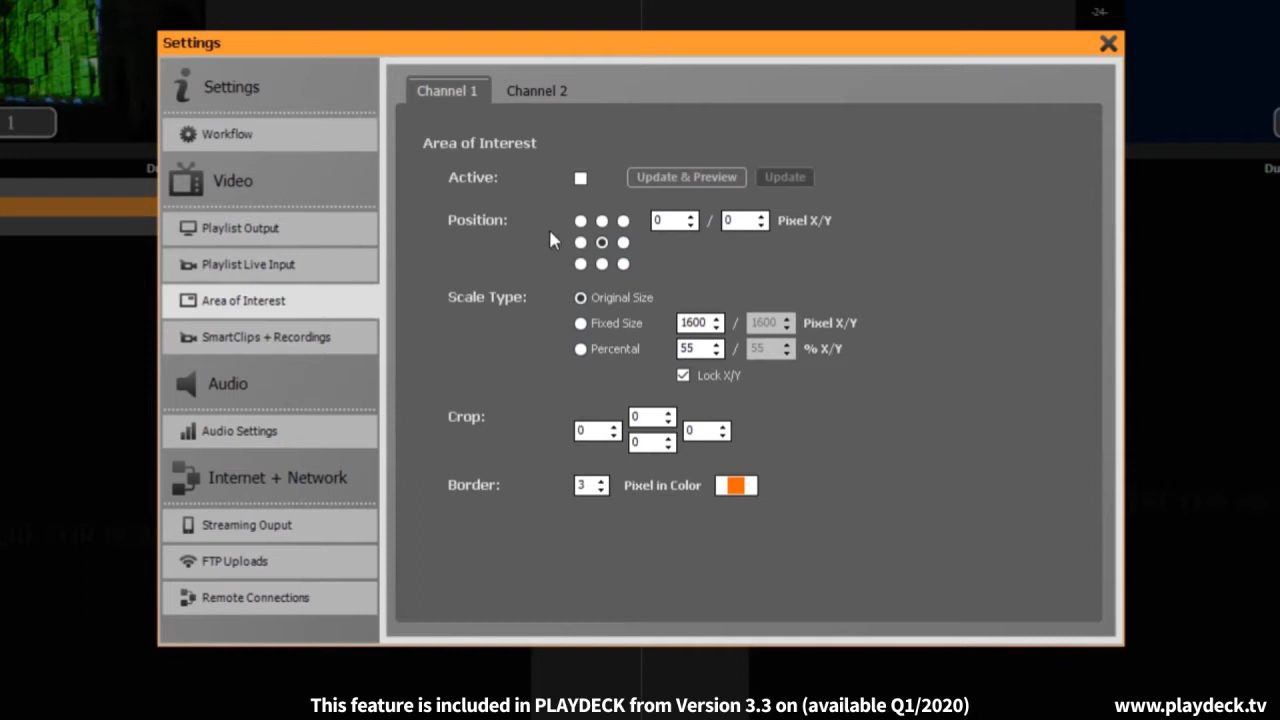 -24-
Settings
Settings
Workflow
Video
Playlist Output
Playlist Live Input
Area of Interest
SmartClips + Recordings
Audio
Audio Settings
Internet + Network
Streaming Ouput
FTP Uploads
Remote Connections
Channel 1
Channel 2
Area of Interest
Active:
Update & Preview
Update
Position:
0 / 0 Pixel X/Y
Scale Type:
Original Size
Fixed Size 1600 / 1600 Pixel X/Y
Percental 55 / 55 % X/Y
Lock X/Y
Crop:
0
0
0
0
Border:
3 Pixel in Color
1
Du
This feature is included in PLAYDECK from Version 3.3 on (available Q1/2020)
www.playdeck.tv